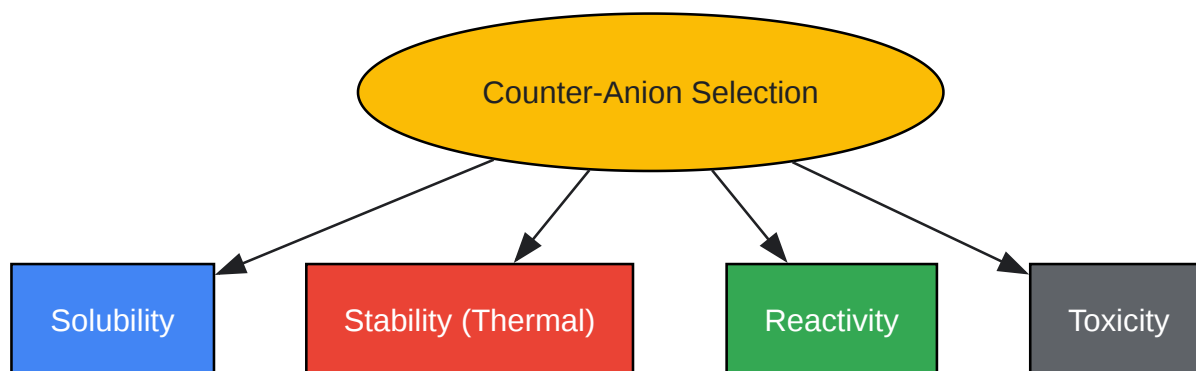 Counter-Anion Selection
Solubility
Stability (Thermal)
Reactivity
Toxicity